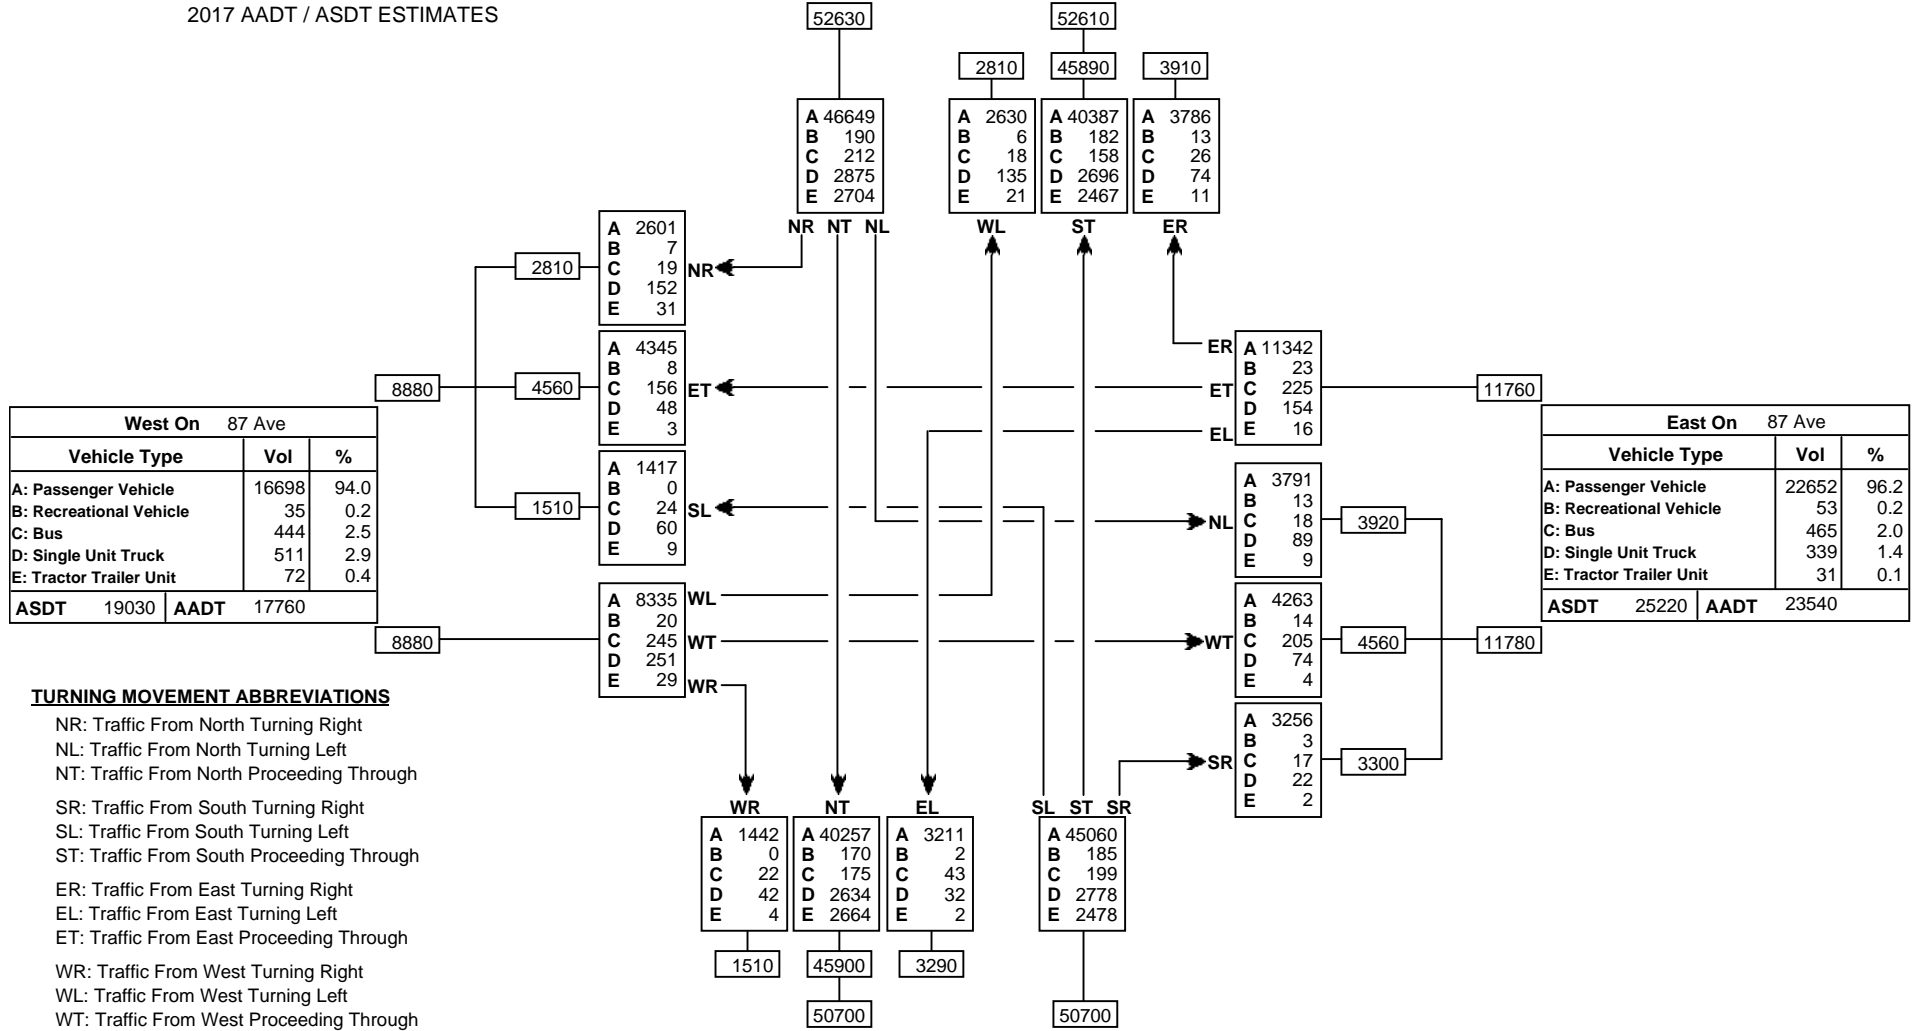 2017 AADT / ASDT ESTIMATES
52630
52610
2810
45890
3910
A 46649
B 190
C 212
D 2875
E 2704
A 2630
B 6
C 18
D 135
E 21
A 40387
B 182
C 158
D 2696
E 2467
A 3786
B 13
C 26
D 74
E 11
NR NT NL
WL
ST
ER
2810
A 2601
B 7
C 19
D 152
E 31
NR
8880
4560
A 4345
B 8
C 156
D 48
E 3
ET
1510
A 1417
B 0
C 24
D 60
E 9
SL
ER
ET
EL
A 11342
B 23
C 225
D 154
E 16
11760
NL
A 3791
B 13
C 18
D 89
E 9
3920
West On 87 Ave
Vehicle Type Vol %
A: Passenger Vehicle 16698 94.0
B: Recreational Vehicle 35 0.2
C: Bus 444 2.5
D: Single Unit Truck 511 2.9
E: Tractor Trailer Unit 72 0.4
ASDT 19030 AADT 17760
East On 87 Ave
Vehicle Type Vol %
A: Passenger Vehicle 22652 96.2
B: Recreational Vehicle 53 0.2
C: Bus 465 2.0
D: Single Unit Truck 339 1.4
E: Tractor Trailer Unit 31 0.1
ASDT 25220 AADT 23540
8880
A 8335
B 20
C 245
D 251
E 29
WL
WT
WR
WT
A 4263
B 14
C 205
D 74
E 4
4560
11780
SR
A 3256
B 3
C 17
D 22
E 2
3300
TURNING MOVEMENT ABBREVIATIONS
NR: Traffic From North Turning Right
NL: Traffic From North Turning Left
NT: Traffic From North Proceeding Through
SR: Traffic From South Turning Right
SL: Traffic From South Turning Left
ST: Traffic From South Proceeding Through
ER: Traffic From East Turning Right
EL: Traffic From East Turning Left
ET: Traffic From East Proceeding Through
WR: Traffic From West Turning Right
WL: Traffic From West Turning Left
WT: Traffic From West Proceeding Through
WR
NT
EL
SL ST SR
A 1442
B 0
C 22
D 42
E 4
A 40257
B 170
C 175
D 2634
E 2664
A 3211
B 2
C 43
D 32
E 2
A 45060
B 185
C 199
D 2778
E 2478
1510
45900
3290
50700
50700